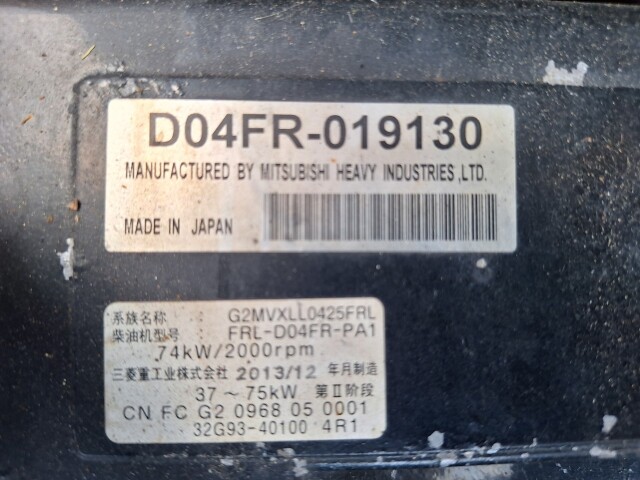 D04FR-019130
MANUFACTURED BY MITSUBISHI HEAVY INDUSTRIES,LTD.
MADE IN JAPAN
系族名称 : G2MVXLL0425FRL
柴油机型号 : FRL-D04FR-PA1
74kW/2000rpm
三菱重工业株式会社 2013/12 年月制造
37～75kW 第Ⅱ阶段
CN FC G2 0968 05 0001
32G93-40100 4R1